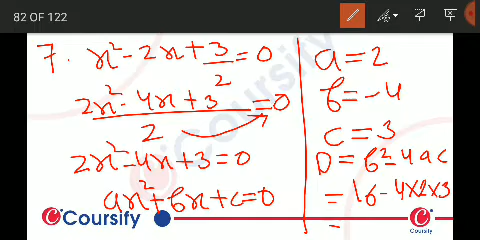 82 OF 122
7. x² - 2x + 3/2 = 0
(2x² - 4x + 3)/2 = 0
2x² - 4x + 3 = 0
ax² + bx + c = 0
a = 2
b = -4
c = 3
D = b² - 4ac
= 16 - 4×2×3
=
Coursify
Coursify